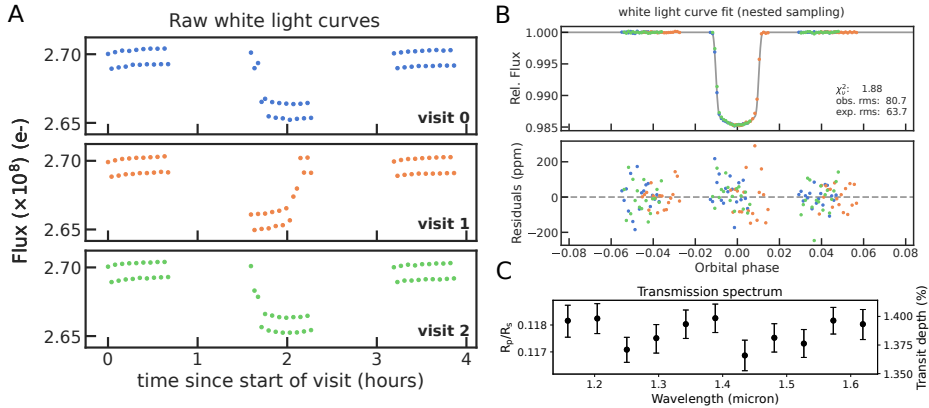 A
Raw white light curves
Flux (×10⁸) (e-)
2.70
2.65
visit 0
2.70
2.65
visit 1
2.70
2.65
visit 2
0
1
2
3
4
time since start of visit (hours)
B
white light curve fit (nested sampling)
Rel. Flux
1.000
0.995
0.990
0.985
χ²ᵥ: 1.88
obs. rms: 80.7
exp. rms: 63.7
Residuals (ppm)
200
0
−200
−0.08 −0.06 −0.04 −0.02 0.00 0.02 0.04 0.06 0.08
Orbital phase
C
Transmission spectrum
Rₚ/Rₛ
0.118
0.117
1.400
1.375
1.350
Transit depth (%)
1.2 1.3 1.4 1.5 1.6
Wavelength (micron)